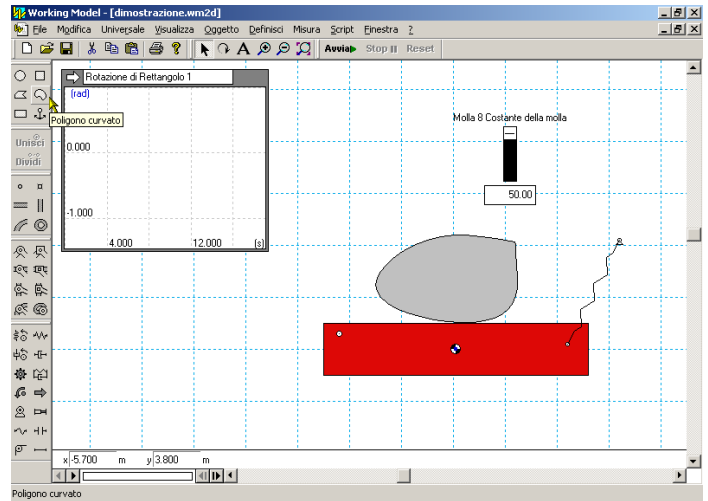 Working Model - [dimostrazione.wm2d]
File Modifica Universale Visualizza Oggetto Definisci Misura Script Finestra ?
Avvia Stop Reset
Rotazione di Rettangolo 1
(rad)
Poligono curvato
Unisci
0.000
Dividi
-1.000
4.000 12.000 (s)
Molla 8 Costante della molla
50.00
x -5.700 m y 3.800 m
Poligono curvato